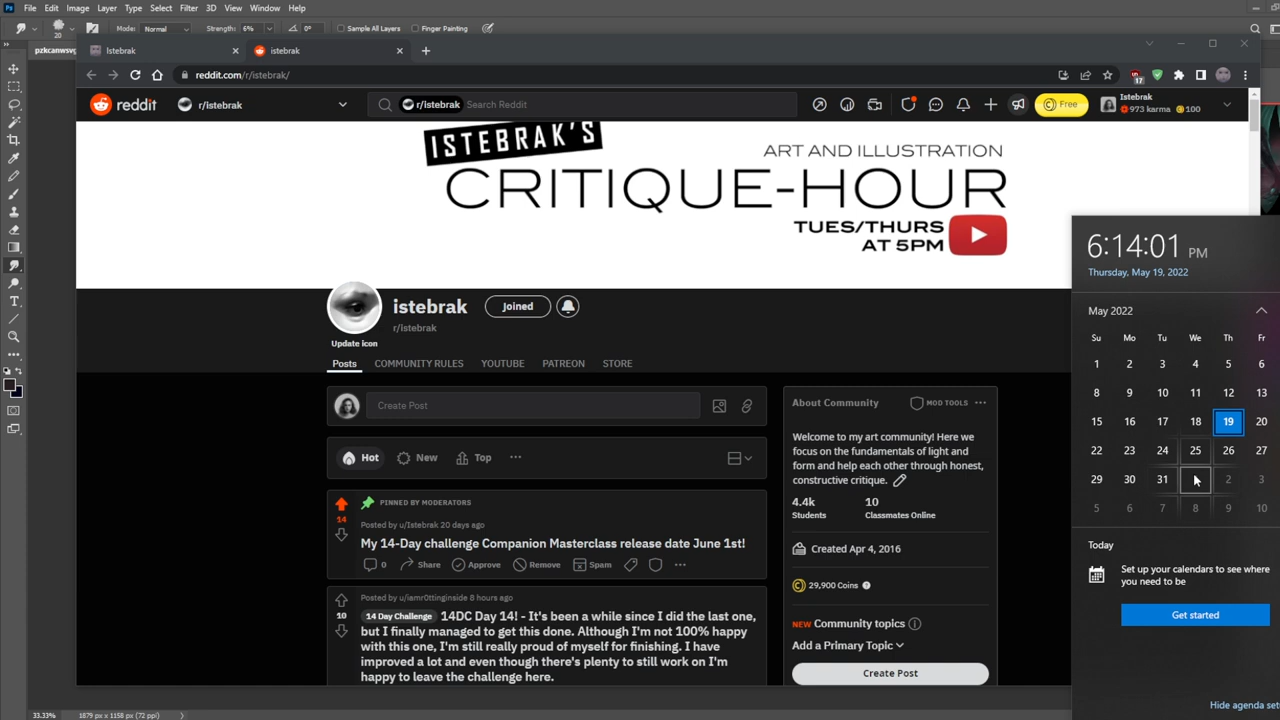 File Edit Image Layer Type Select Filter 3D View Window Help
20 Mode: Normal Strength: 6% 0° Sample All Layers Finger Painting
Istebrak
istebrak
reddit.com/r/istebrak/
17
reddit r/istebrak
r/istebrak Search Reddit
Free
Istebrak
973 karma 100
ISTEBRAK'S
ART AND ILLUSTRATION
CRITIQUE-HOUR
TUES/THURS
AT 5PM
istebrak Joined
r/istebrak
Update icon
Posts COMMUNITY RULES YOUTUBE PATREON STORE
Create Post
Hot New Top
PINNED BY MODERATORS
14
Posted by u/Istebrak 20 days ago
My 14-Day challenge Companion Masterclass release date June 1st!
0 Share Approve Remove Spam
Posted by u/iamr0ttinginside 8 hours ago
10
14 Day Challenge 14DC Day 14! - It's been a while since I did the last one,
but I finally managed to get this done. Although I'm not 100% happy
with this one, I'm still really proud of myself for finishing. I have
improved a lot and even though there's plenty to still work on I'm
happy to leave the challenge here.
About Community MOD TOOLS
Welcome to my art community! Here we
focus on the fundamentals of light and
form and help each other through honest,
constructive critique.
4.4k 10
Students Classmates Online
Created Apr 4, 2016
29,900 Coins
NEW Community topics
Add a Primary Topic
Create Post
6:14:01 PM
Thursday, May 19, 2022
May 2022
Su Mo Tu We Th Fr
1 2 3 4 5 6
8 9 10 11 12 13
15 16 17 18 19 20
22 23 24 25 26 27
29 30 31 2 3
5 6 7 8 9 10
Today
Set up your calendars to see where
you need to be
Get started
Hide agenda
33.33% 1879 px x 1158 px (72 ppi)